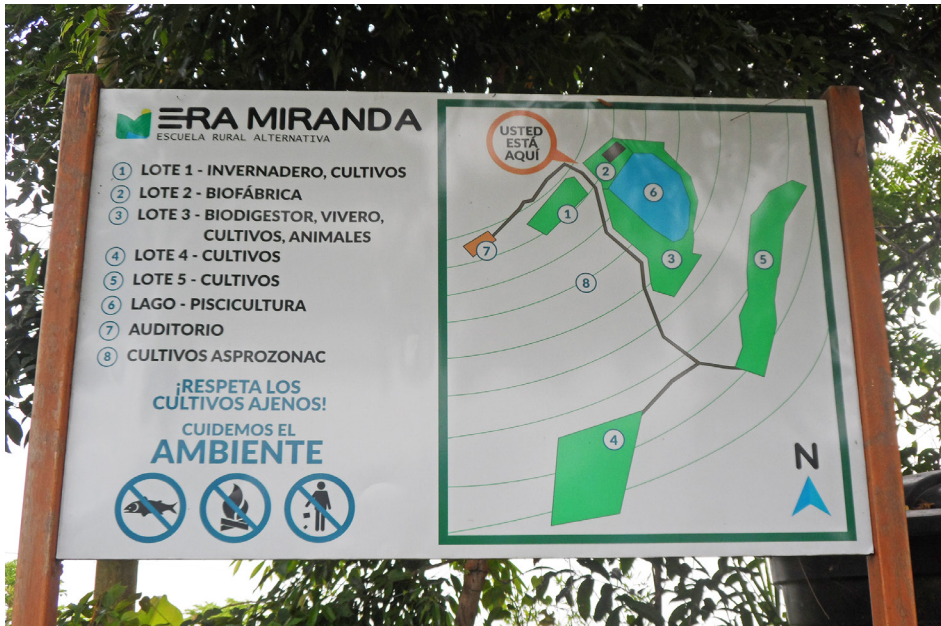 ERA MIRANDA
ESCUELA RURAL ALTERNATIVA
1 LOTE 1 - INVERNADERO, CULTIVOS
2 LOTE 2 - BIOFÁBRICA
3 LOTE 3 - BIODIGESTOR, VIVERO,
CULTIVOS, ANIMALES
4 LOTE 4 - CULTIVOS
5 LOTE 5 - CULTIVOS
6 LAGO - PISCICULTURA
7 AUDITORIO
8 CULTIVOS ASPROZONAC
¡RESPETA LOS
CULTIVOS AJENOS!
CUIDEMOS EL
AMBIENTE
USTED
ESTÁ
AQUÍ
2
6
1
7
3
5
8
4
N